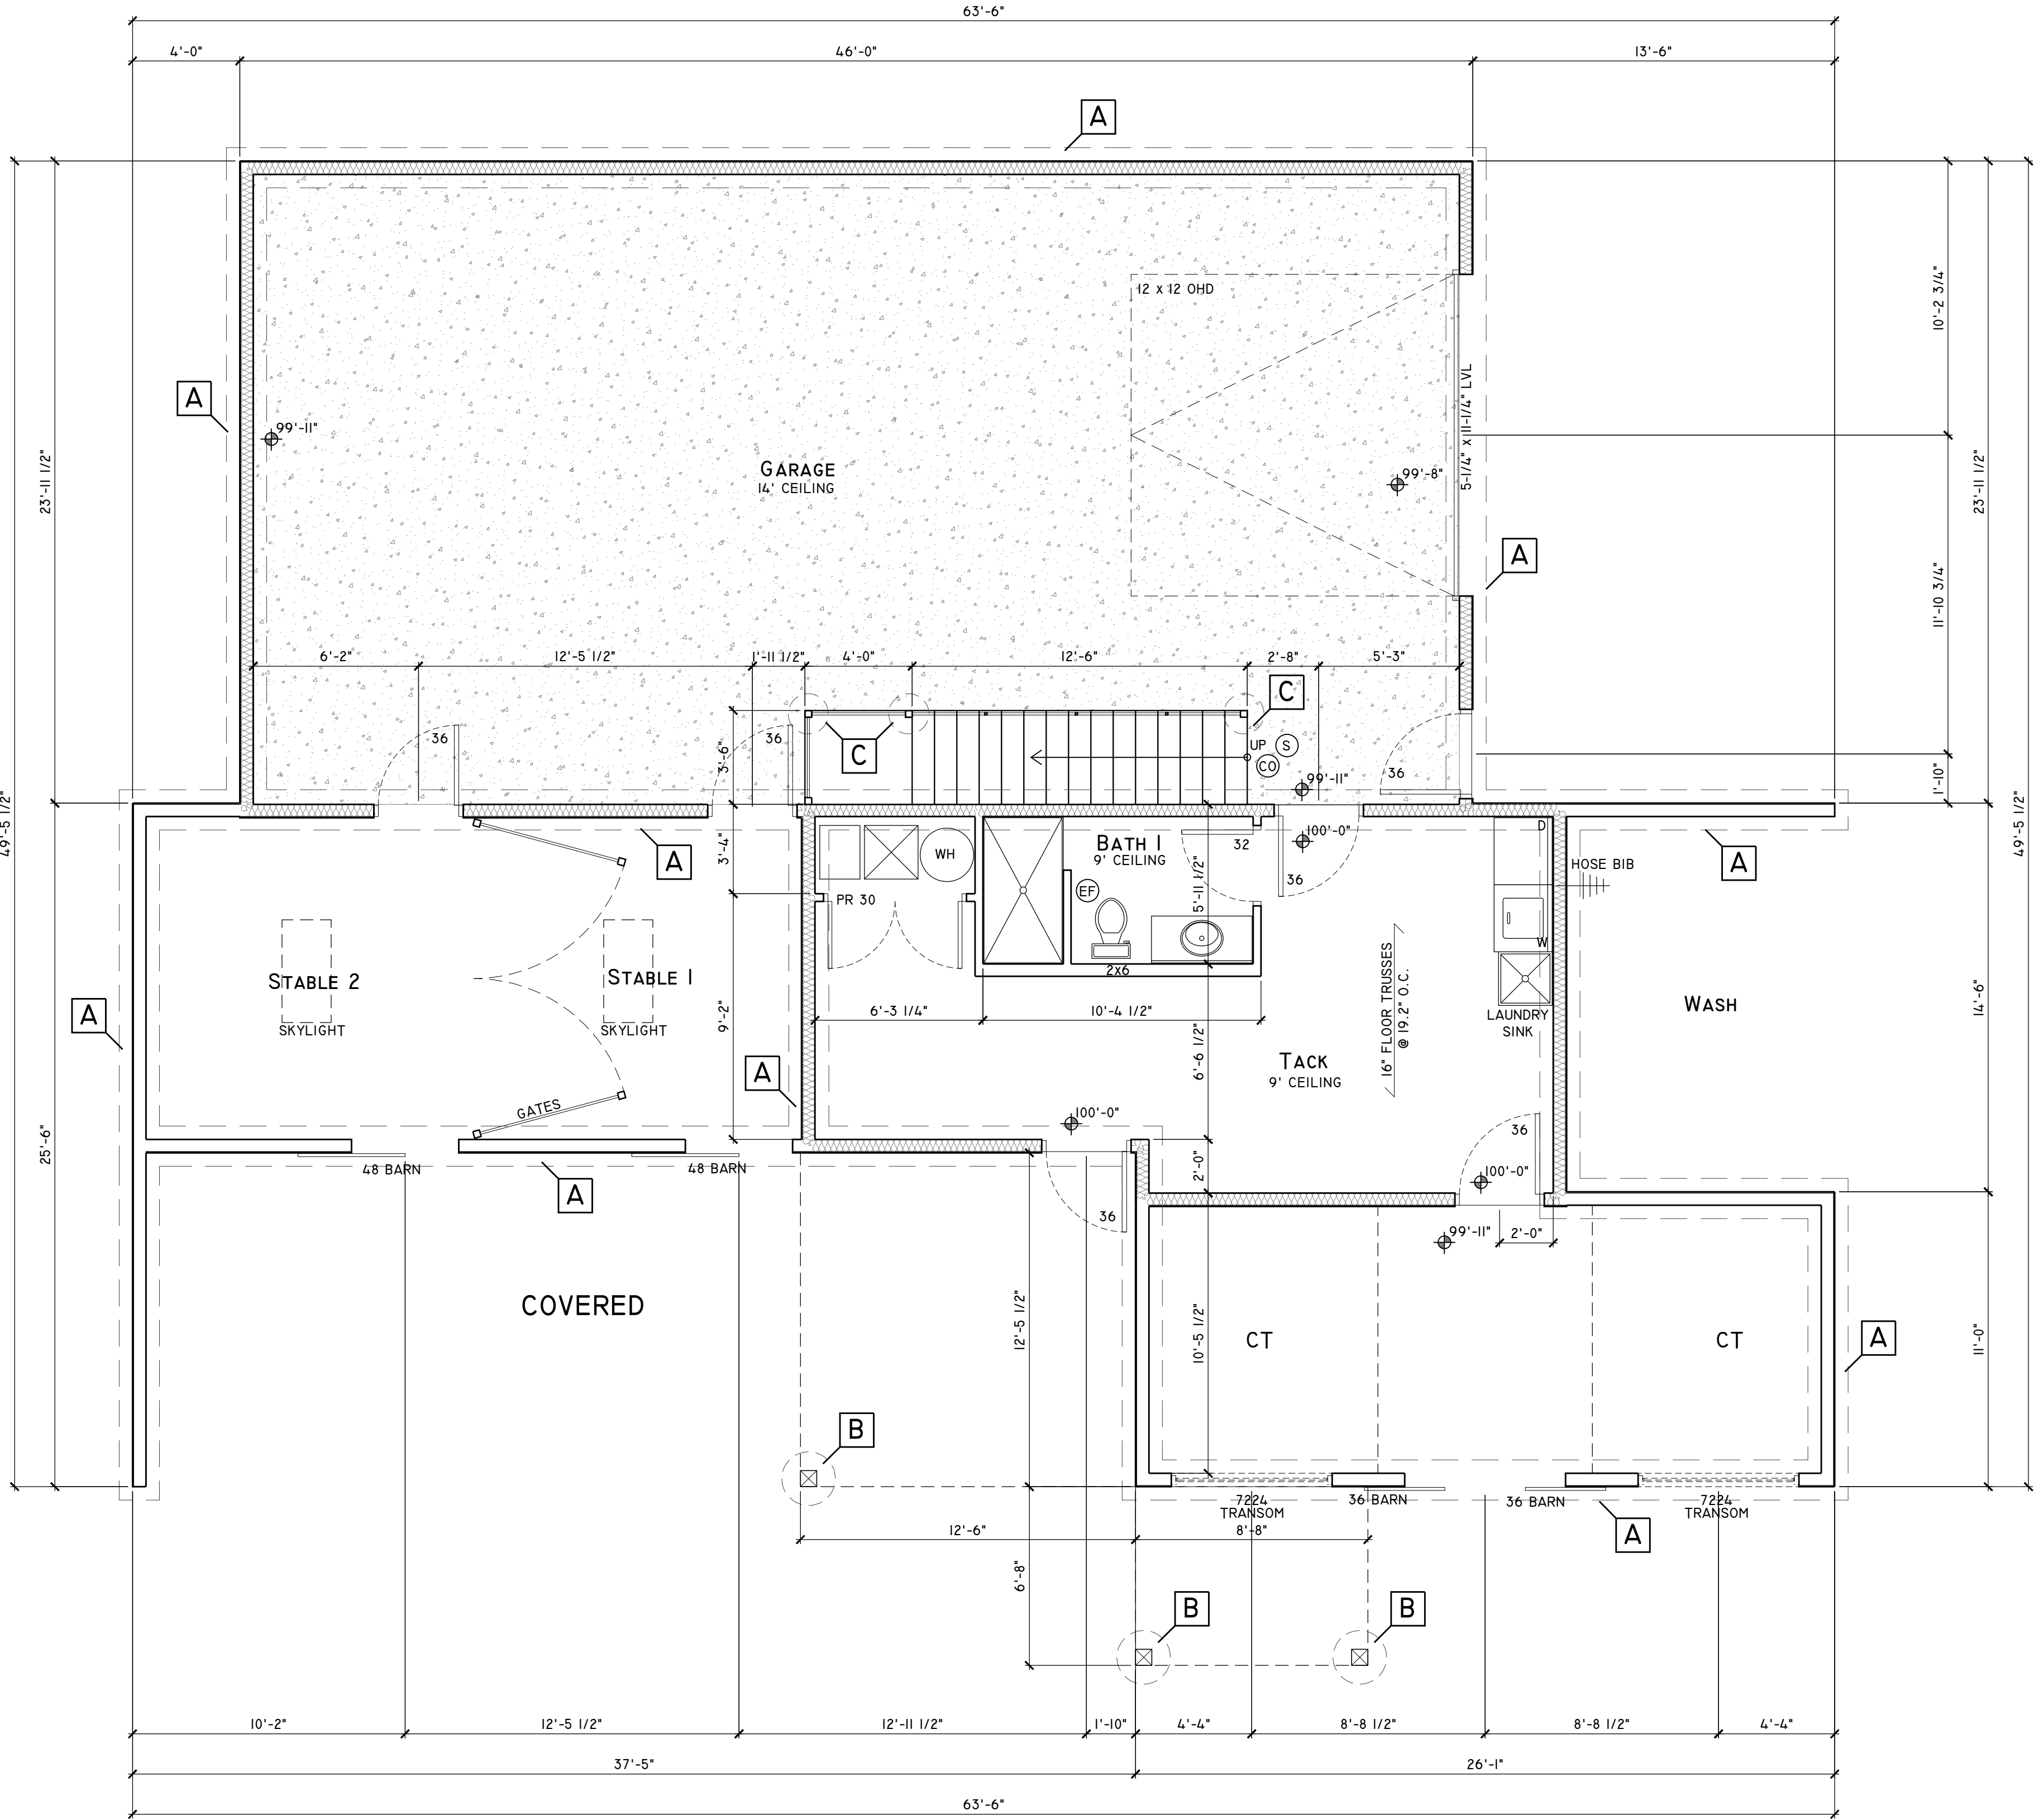 63'-6"
4'-0"
46'-0"
13'-6"
A
10'-2 3/4"
12 x 12 OHD
5-1/4" x 11-1/4" LVL
A
99'-11"
23'-11 1/2"
GARAGE
14' CEILING
99'-8"
23'-11 1/2"
A
11'-10 3/4"
6'-2"
12'-5 1/2"
1'-11 1/2"
4'-0"
12'-6"
2'-8"
5'-3"
C
36
36
3'-6"
C
UP
S
CO
99'-11"
36
1'-10"
49'-5 1/2"
49'-5 1/2"
A
3'-4"
WH
BATH 1
9' CEILING
32
100'-0"
D
HOSE BIB
A
PR 30
EF
5'-11 1/2"
36
W
STABLE 2
STABLE 1
2x6
16" FLOOR TRUSSES
@ 19.2" O.C.
SKYLIGHT
SKYLIGHT
9'-2"
6'-3 1/4"
10'-4 1/2"
LAUNDRY
SINK
WASH
14'-6"
A
A
6'-6 1/2"
TACK
9' CEILING
GATES
100'-0"
36
25'-6"
48 BARN
48 BARN
A
2'-0"
100'-0"
36
99'-11"
2'-0"
COVERED
12'-5 1/2"
10'-5 1/2"
CT
CT
A
11'-0"
B
7224
TRANSOM
36 BARN
36 BARN
7224
TRANSOM
A
12'-6"
8'-8"
6'-8"
B
B
10'-2"
12'-5 1/2"
12'-11 1/2"
1'-10"
4'-4"
8'-8 1/2"
8'-8 1/2"
4'-4"
37'-5"
26'-1"
63'-6"